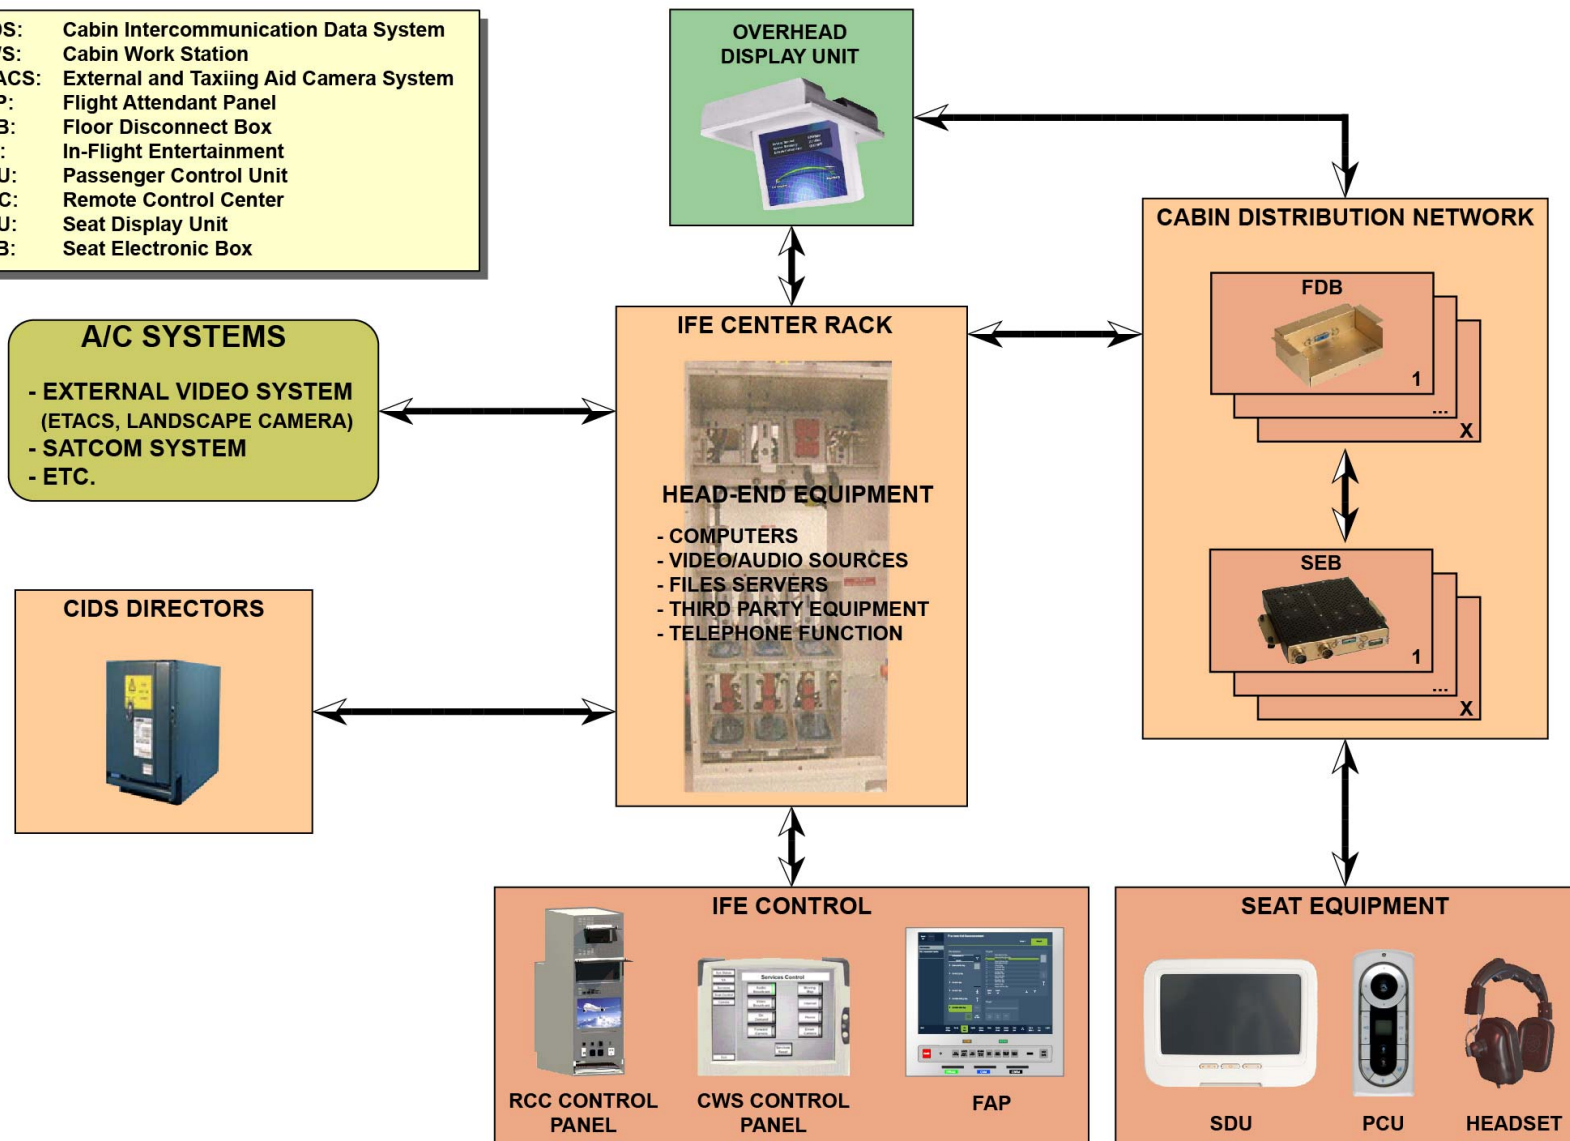 DS: Cabin Intercommunication Data System
VS: Cabin Work Station
ACS: External and Taxiing Aid Camera System
P: Flight Attendant Panel
B: Floor Disconnect Box
: In-Flight Entertainment
U: Passenger Control Unit
C: Remote Control Center
U: Seat Display Unit
B: Seat Electronic Box
OVERHEAD
DISPLAY UNIT
CABIN DISTRIBUTION NETWORK
FDB
1
...
X
SEB
1
...
X
A/C SYSTEMS
- EXTERNAL VIDEO SYSTEM
(ETACS, LANDSCAPE CAMERA)
- SATCOM SYSTEM
- ETC.
IFE CENTER RACK
HEAD-END EQUIPMENT
- COMPUTERS
- VIDEO/AUDIO SOURCES
- FILES SERVERS
- THIRD PARTY EQUIPMENT
- TELEPHONE FUNCTION
CIDS DIRECTORS
IFE CONTROL
Services Control
RCC CONTROL
PANEL
CWS CONTROL
PANEL
FAP
SEAT EQUIPMENT
SDU
PCU
HEADSET